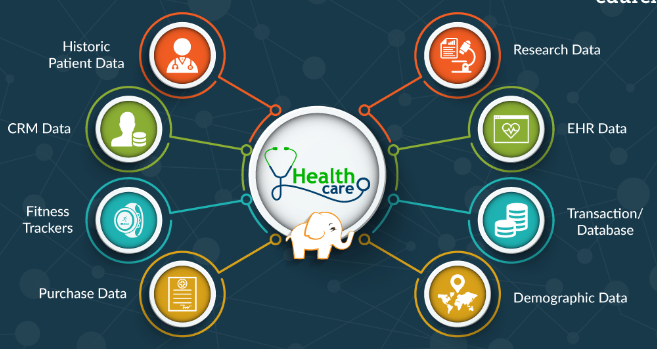 Historic
Patient Data
CRM Data
Fitness
Trackers
Purchase Data
Health
care
Research Data
EHR Data
Transaction/
Database
Demographic Data